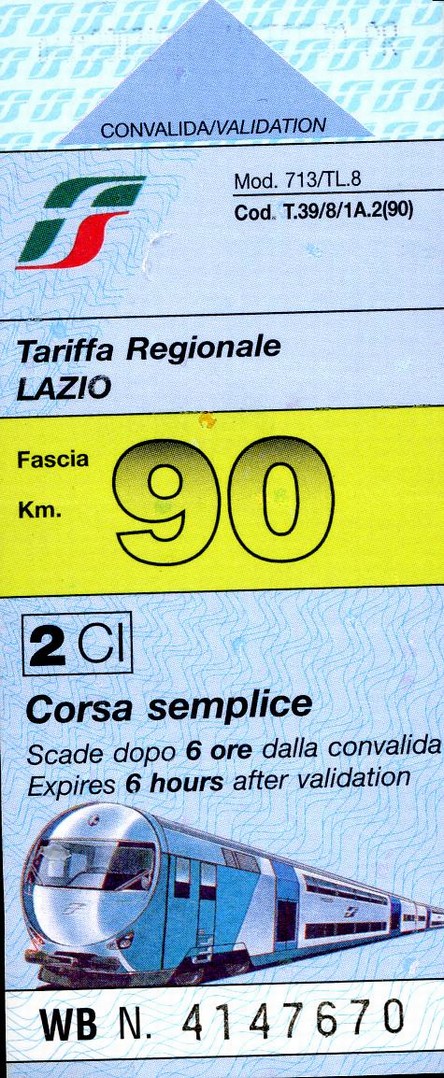 CONVALIDA/VALIDATION
Mod. 713/TL.8
Cod. T.39/8/1A.2(90)
Tariffa Regionale
LAZIO
Fascia
Km.
90
2 Cl
Corsa semplice
Scade dopo 6 ore dalla convalida
Expires 6 hours after validation
WB N. 4147670